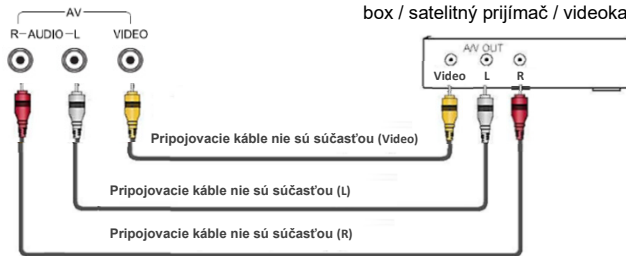 AV
box / satelitný prijímač / videoka
R-AUDIO-L VIDEO
A/V OUT
Video L R
Pripojovacie káble nie sú súčasťou (Video)
Pripojovacie káble nie sú súčasťou (L)
Pripojovacie káble nie sú súčasťou (R)